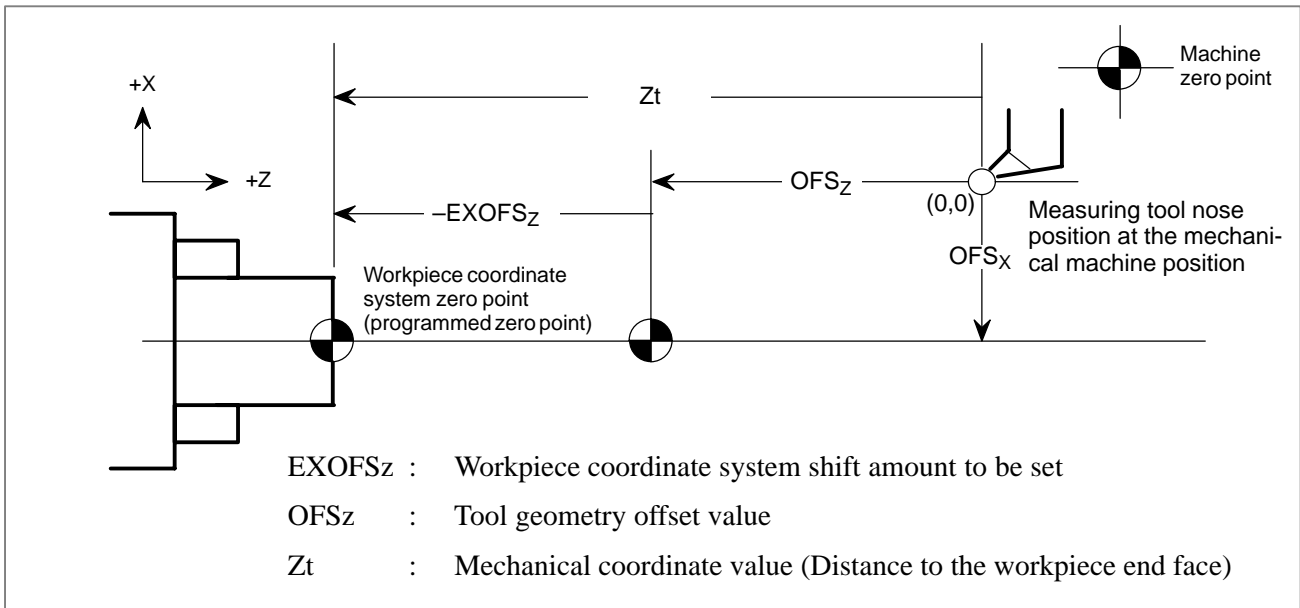 Machine
zero point
+X
Zt
+Z
OFSZ
(0,0)
–EXOFSZ
Measuring tool nose
position at the mechani-
cal machine position
OFSX
Workpiece coordinate
system zero point
(programmed zero point)
EXOFSz : Workpiece coordinate system shift amount to be set
OFSz : Tool geometry offset value
Zt : Mechanical coordinate value (Distance to the workpiece end face)